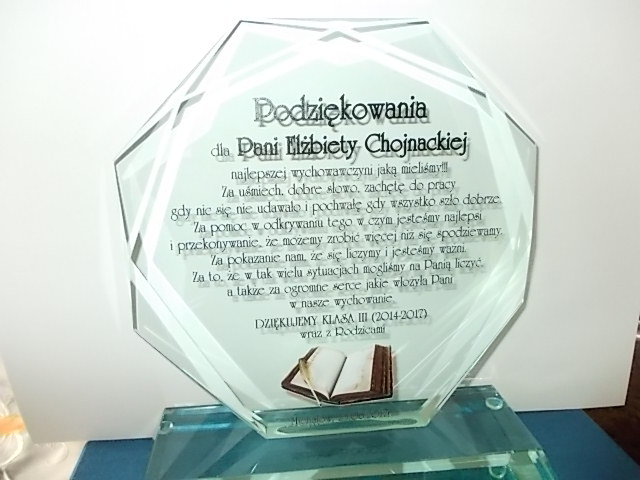 Podziękowania
dla Pani Elżbiety Chojnackiej
najlepszej wychowawczyni jaką mieliśmy!!!
Za uśmiech, dobre słowo, zachętę do pracy
gdy nic się nie udawało i pochwałę gdy wszystko szło dobrze.
Za pomoc w odkrywaniu tego w czym jesteśmy najlepsi
i przekonywanie, że możemy zrobić więcej niż się spodziewamy.
Za pokazanie nam, że się liczymy i jesteśmy ważni.
Za to, że w tak wielu sytuacjach mogliśmy na Panią liczyć,
a także za ogromne serce jakie włożyła Pani
w nasze wychowanie.
DZIĘKUJEMY KLASA III (2014-2017)
wraz z Rodzicami